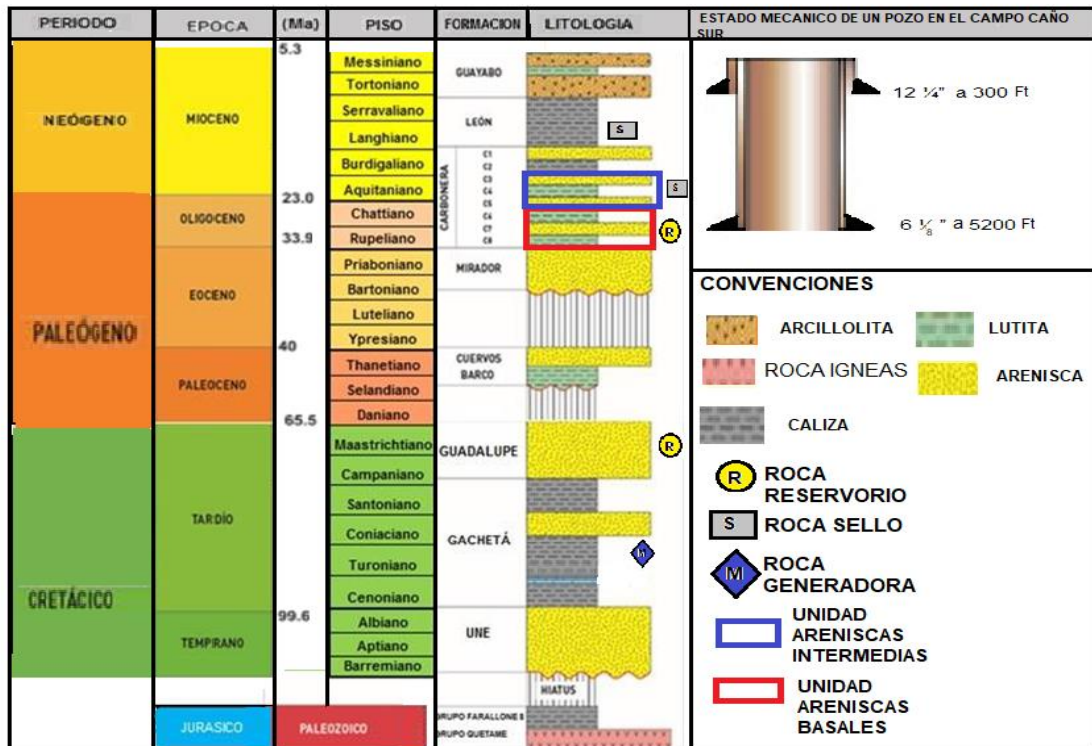 PERIODO
EPOCA
(Ma)
PISO
FORMACION
LITOLOGIA
ESTADO MECANICO DE UN POZO EN EL CAMPO CAÑO
SUR
NEÓGENO
PALEÓGENO
CRETÁCICO
MIOCENO
OLIGOCENO
EOCENO
PALEOCENO
TARDÍO
TEMPRANO
JURASICO
PALEOZOICO
5.3
23.0
33.9
40
65.5
99.6
Messiniano
Tortoniano
Serravaliano
Langhiano
Burdigaliano
Aquitaniano
Chattiano
Rupeliano
Priaboniano
Bartoniano
Luteliano
Ypresiano
Thanetiano
Selandiano
Daniano
Maastrichtiano
Campaniano
Santoniano
Coniaciano
Turoniano
Cenoniano
Albiano
Aptiano
Barremiano
GUAYABO
LEÓN
CARBONERA
C1
C2
C3
C4
C5
C6
C7
C8
MIRADOR
CUERVOS
BARCO
GUADALUPE
GACHETÁ
UNE
GRUPO FARALLONES
GRUPO QUETAME
S
S
R
R
M
HIATUS
12 ¼" a 300 Ft
6 ⅛" a 5200 Ft
CONVENCIONES
ARCILLOLITA
LUTITA
ROCA IGNEAS
ARENISCA
CALIZA
R
ROCA
RESERVORIO
S
ROCA SELLO
M
ROCA
GENERADORA
UNIDAD
ARENISCAS
INTERMEDIAS
UNIDAD
ARENISCAS
BASALES